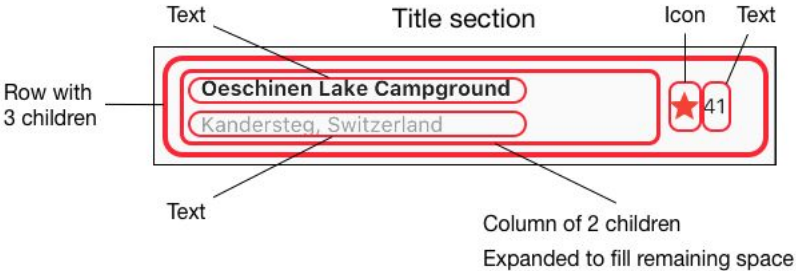 Text
Title section
Icon
Text
Row with
3 children
Oeschinen Lake Campground
Kandersteg, Switzerland
41
Text
Column of 2 children
Expanded to fill remaining space